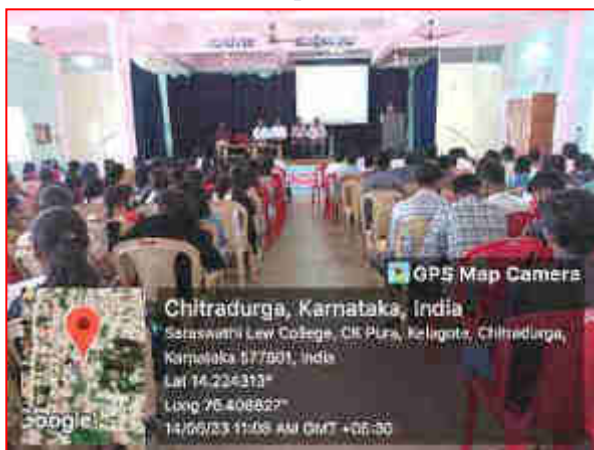 GPS Map Camera
Chitradurga, Karnataka, India
Saraswathi Law College, CK Pura, Kelagote, Chitradurga,
Karnataka 577501, India
Lat 14.224313°
Long 76.408827°
14/06/23 11:08 AM GMT +05:30
Google